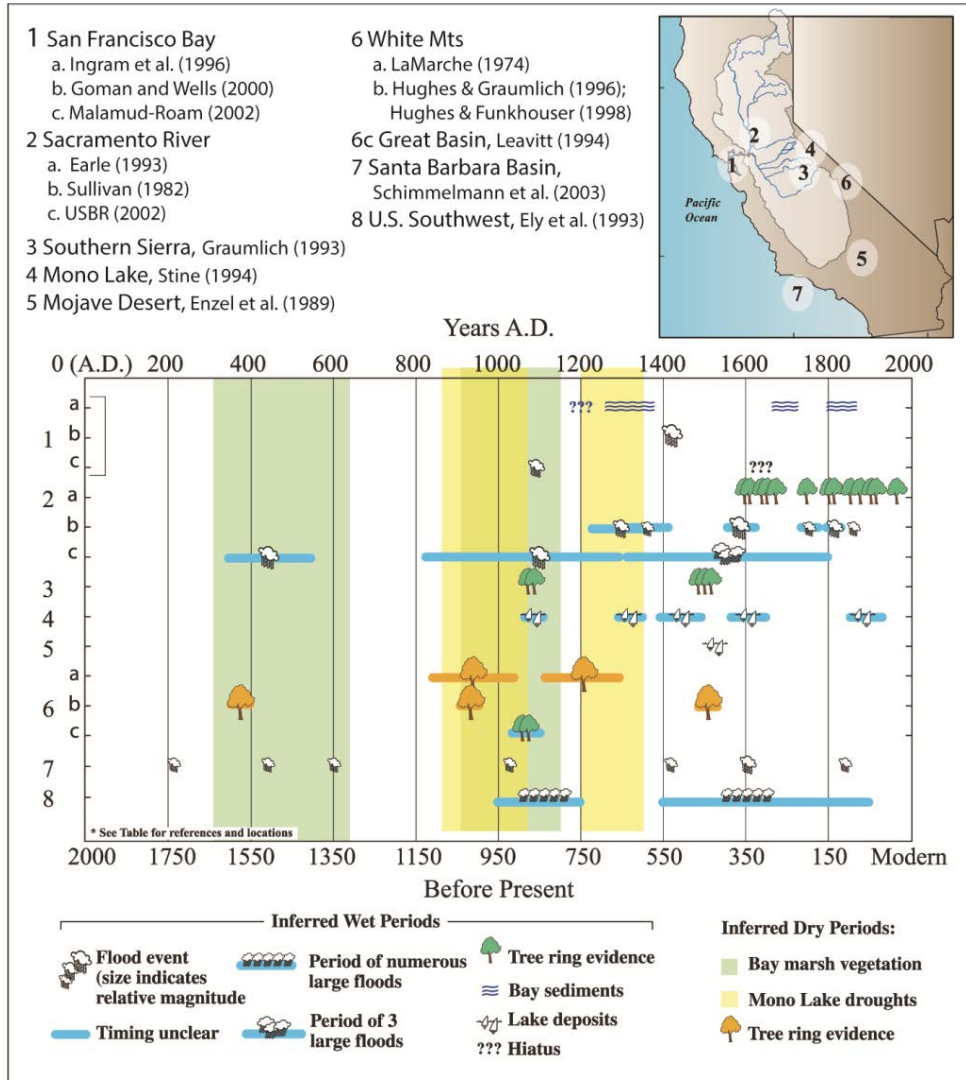 1 San Francisco Bay
a. Ingram et al. (1996)
b. Goman and Wells (2000)
c. Malamud-Roam (2002)
2 Sacramento River
a. Earle (1993)
b. Sullivan (1982)
c. USBR (2002)
3 Southern Sierra, Graumlich (1993)
4 Mono Lake, Stine (1994)
5 Mojave Desert, Enzel et al. (1989)
6 White Mts
a. LaMarche (1974)
b. Hughes & Graumlich (1996);
Hughes & Funkhouser (1998)
6c Great Basin, Leavitt (1994)
7 Santa Barbara Basin,
Schimmelmann et al. (2003)
8 U.S. Southwest, Ely et al. (1993)
2
4
1
3
6
Pacific
Ocean
5
7
Years A.D.
0 (A.D.) 200 400 600 800 1000 1200 1400 1600 1800 2000
a ???
1 b
c ???
2 a
b
c
3
4
5
a
6 b
c
7
8
* See Table for references and locations
2000 1750 1550 1350 1150 950 750 550 350 150 Modern
Before Present
Inferred Wet Periods
Flood event
(size indicates
relative magnitude
Timing unclear
Period of numerous
large floods
Period of 3
large floods
Tree ring evidence
Bay sediments
Lake deposits
??? Hiatus
Inferred Dry Periods:
Bay marsh vegetation
Mono Lake droughts
Tree ring evidence